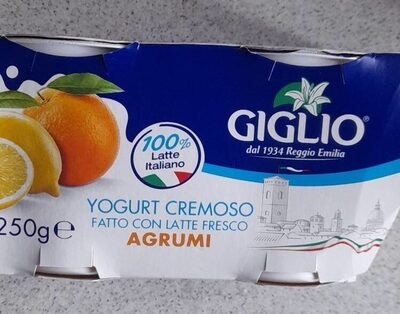 GIGLIO®
dal 1934 Reggio Emilia
100%
Latte
Italiano
YOGURT CREMOSO
FATTO CON LATTE FRESCO
AGRUMI
250g℮